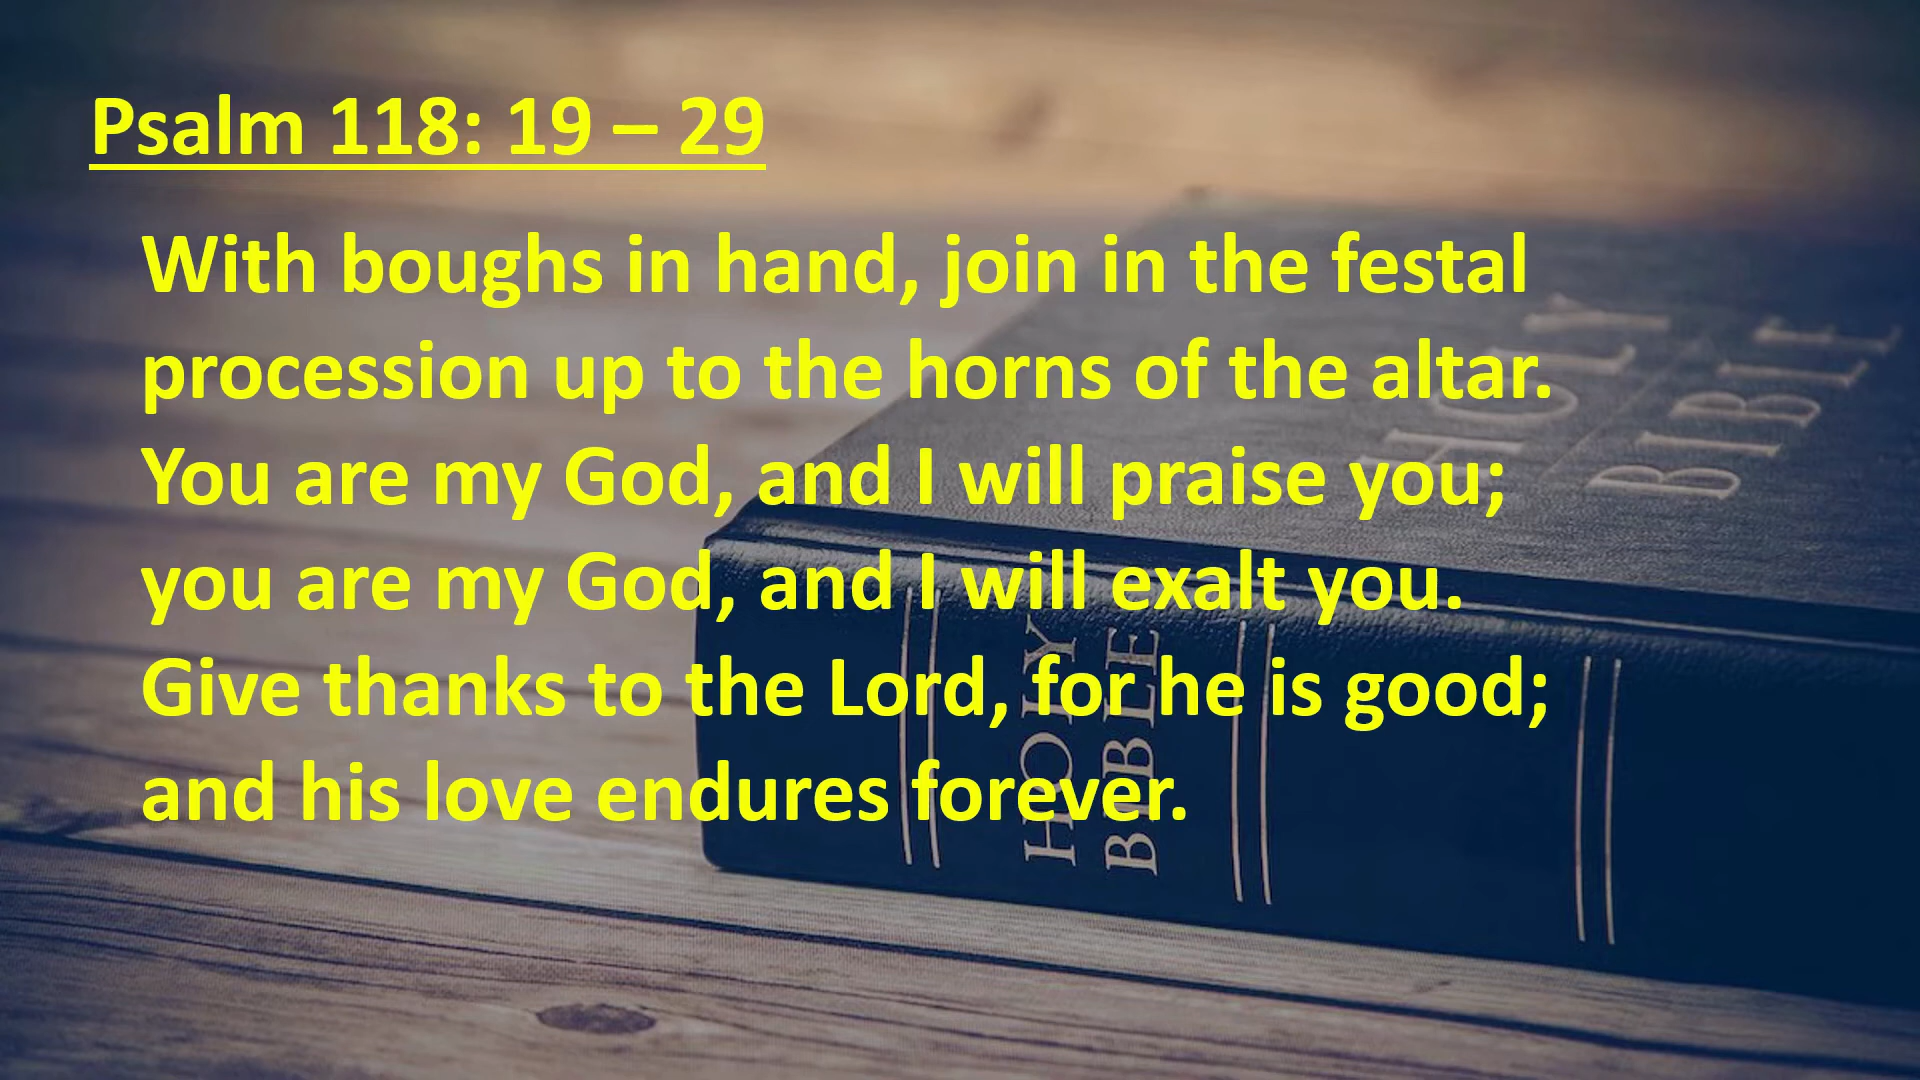 Psalm 118: 19 – 29
With boughs in hand, join in the festal
procession up to the horns of the altar.
You are my God, and I will praise you;
you are my God, and I will exalt you.
Give thanks to the Lord, for he is good;
and his love endures forever.
HOLY
BIBLE
HOLY
BIBLE